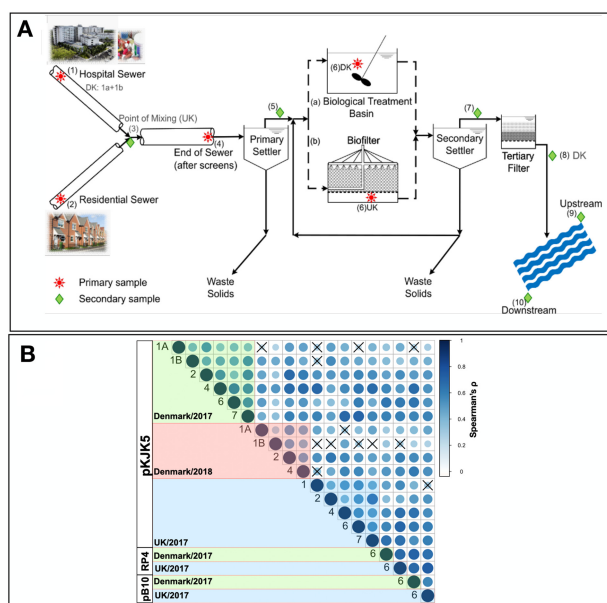 A
(1)
Hospital Sewer
DK: 1a+1b
Point of Mixing (UK)
(3)
(4)
End of Sewer
(after screens)
(2)
Residential Sewer
(5)
Primary
Settler
(6)DK
(a) Biological Treatment
Basin
(b)
Biofilter
(6)UK
(7)
Secondary
Settler
Tertiary
Filter
(8) DK
Upstream
(9)
(10)
Downstream
Waste
Solids
Waste
Solids
Primary sample
Secondary sample
B
pKJK5
1A
1B
2
4
6
7
Denmark/2017
1A
1B
2
4
Denmark/2018
1
2
4
6
7
UK/2017
RP4
Denmark/2017
6
UK/2017
6
pB10
Denmark/2017
6
UK/2017
6
1
0.8
0.6
0.4
0.2
0
Spearman's ρ